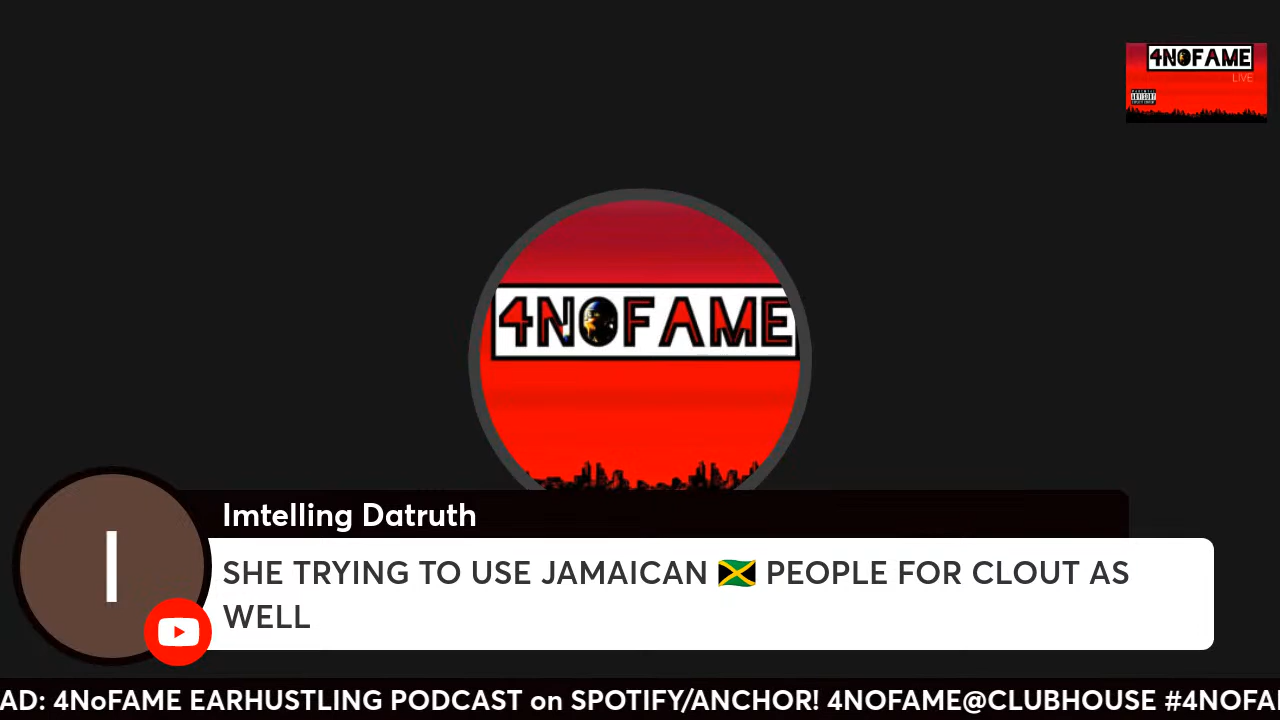 4NOFAME
LIVE
4NOFAME
I
Imtelling Datruth
SHE TRYING TO USE JAMAICAN 🇯🇲 PEOPLE FOR CLOUT AS
WELL
AD: 4NoFAME EARHUSTLING PODCAST on SPOTIFY/ANCHOR! 4NOFAME@CLUBHOUSE #4NOFA